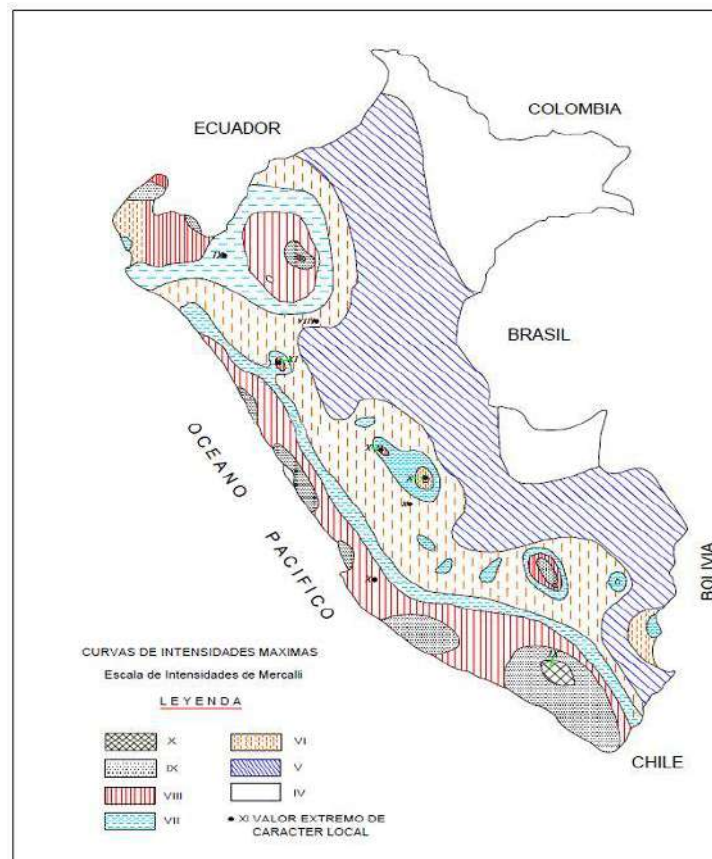 COLOMBIA
ECUADOR
BRASIL
OCEANO PACIFICO
BOLIVIA
CHILE
CURVAS DE INTENSIDADES MAXIMAS
Escala de Intensidades de Mercalli
LEYENDA
X
IX
VIII
VII
VI
V
IV
XI VALOR EXTREMO DE
CARACTER LOCAL